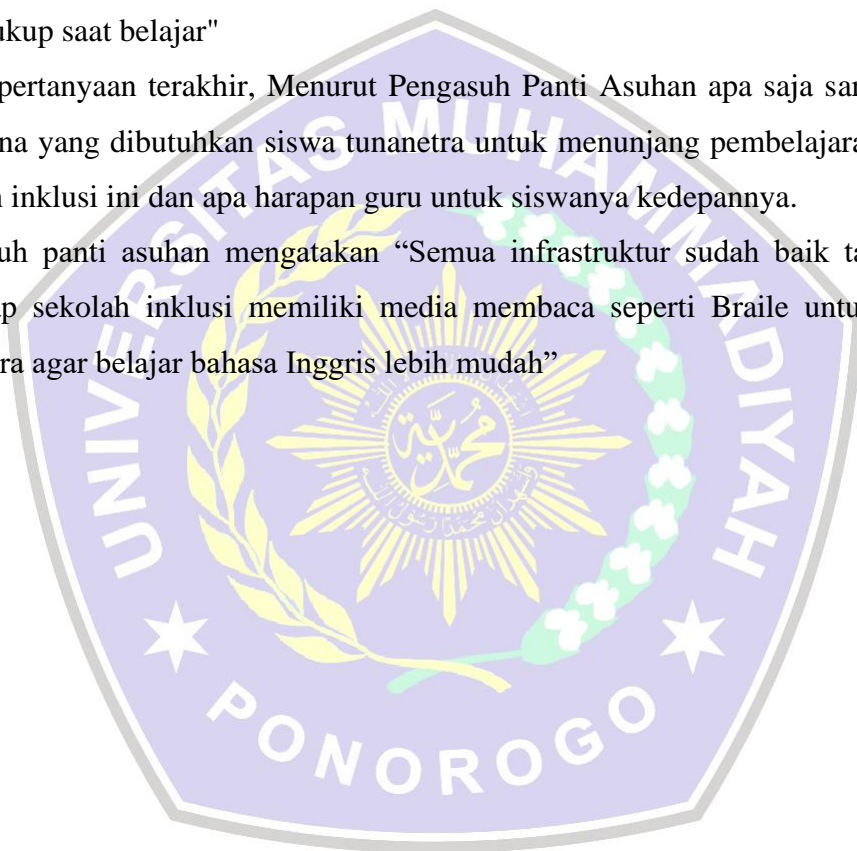 ukup saat belajar"
pertanyaan terakhir, Menurut Pengasuh Panti Asuhan apa saja sar
na yang dibutuhkan siswa tunanetra untuk menunjang pembelajara
n inklusi ini dan apa harapan guru untuk siswanya kedepannya.
uh panti asuhan mengatakan “Semua infrastruktur sudah baik ta
ap sekolah inklusi memiliki media membaca seperti Braile untu
ra agar belajar bahasa Inggris lebih mudah”
UNIVERSITAS MUHAMMADIYAH
محمدية
PONOROGO